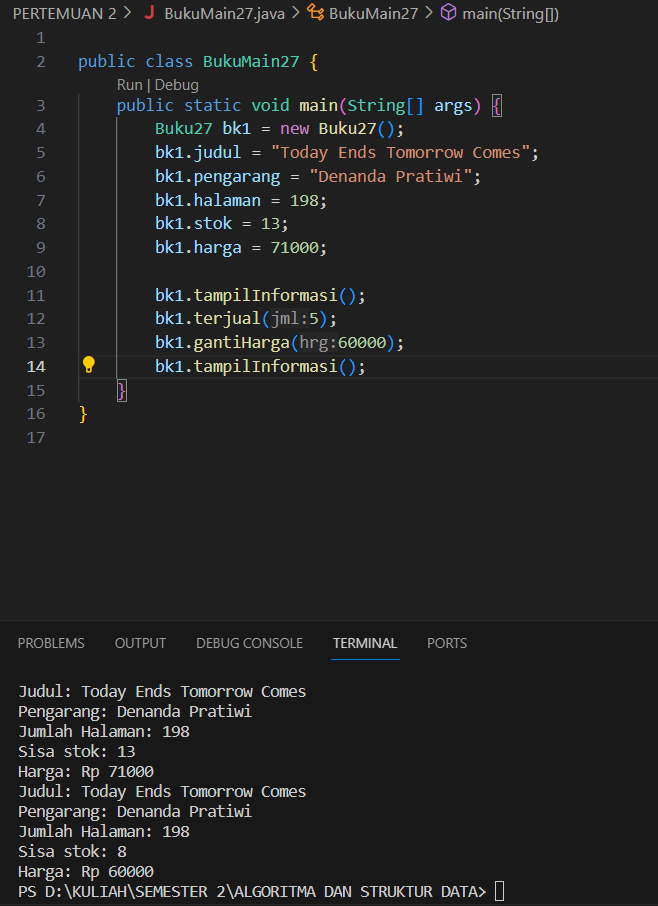 PERTEMUAN 2 > J BukuMain27.java > BukuMain27 > main(String[])
1
2 public class BukuMain27 {
Run | Debug
3 public static void main(String[] args) {
4 Buku27 bk1 = new Buku27();
5 bk1.judul = "Today Ends Tomorrow Comes";
6 bk1.pengarang = "Denanda Pratiwi";
7 bk1.halaman = 198;
8 bk1.stok = 13;
9 bk1.harga = 71000;
10
11 bk1.tampilInformasi();
12 bk1.terjual(jml:5);
13 bk1.gantiHarga(hrg:60000);
14 bk1.tampilInformasi();
15 }
16 }
17
PROBLEMS OUTPUT DEBUG CONSOLE TERMINAL PORTS
Judul: Today Ends Tomorrow Comes
Pengarang: Denanda Pratiwi
Jumlah Halaman: 198
Sisa stok: 13
Harga: Rp 71000
Judul: Today Ends Tomorrow Comes
Pengarang: Denanda Pratiwi
Jumlah Halaman: 198
Sisa stok: 8
Harga: Rp 60000
PS D:\KULIAH\SEMESTER 2\ALGORITMA DAN STRUKTUR DATA>